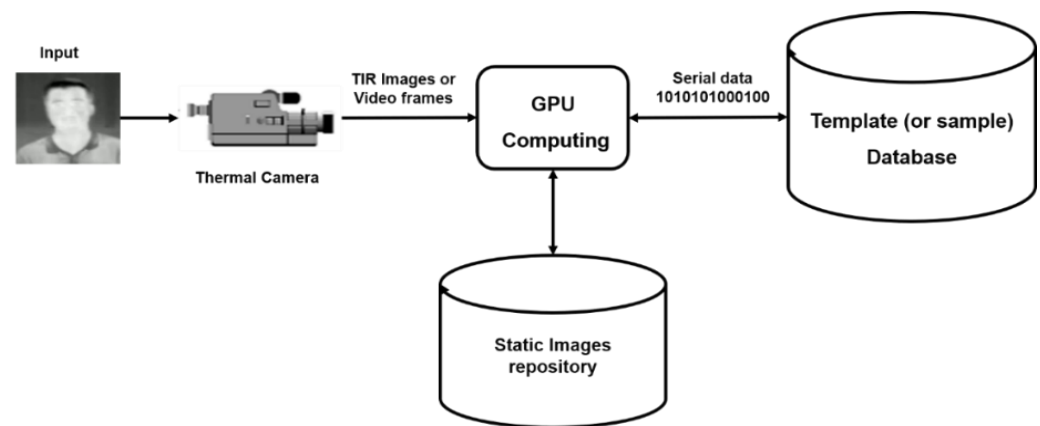 Input
Thermal Camera
TIR Images or
Video frames
GPU
Computing
Serial data
1010101000100
Template (or sample)
Database
Static Images
repository